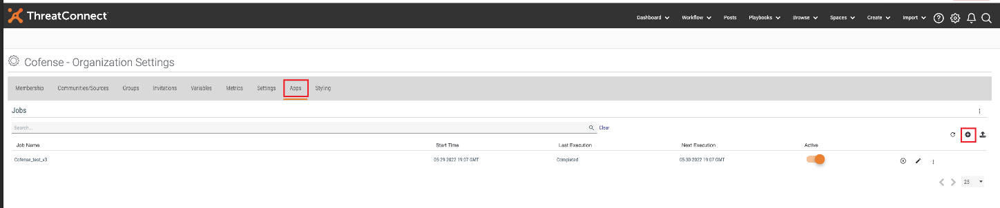 ThreatConnect
Dashboard Workflow Posts Playbooks Browse Spaces Create Import
Cofense - Organization Settings
Membership Communities/Sources Groups Invitations Variables Metrics Settings Apps Styling
Jobs
Search... Clear
Job Name Start Time Last Execution Next Execution Active
Cofense_test_v3 05-29-2022 19:07 GMT Completed 05-30-2022 19:07 GMT
25